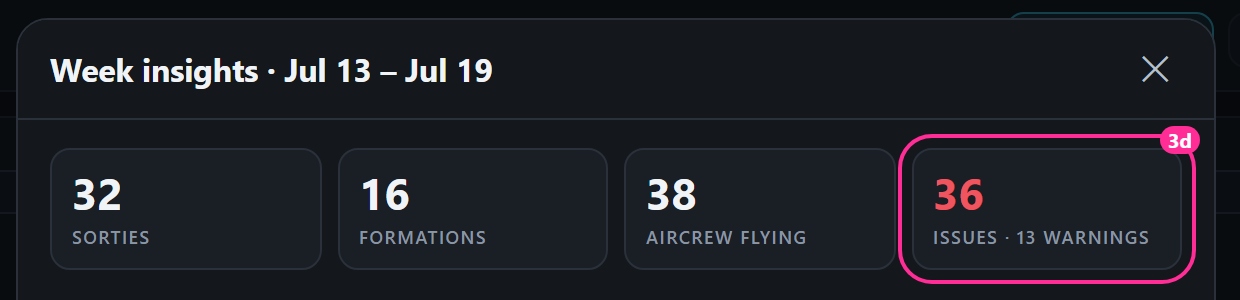 Week insights · Jul 13 – Jul 19
3d
32
SORTIES
16
FORMATIONS
38
AIRCREW FLYING
36
ISSUES · 13 WARNINGS